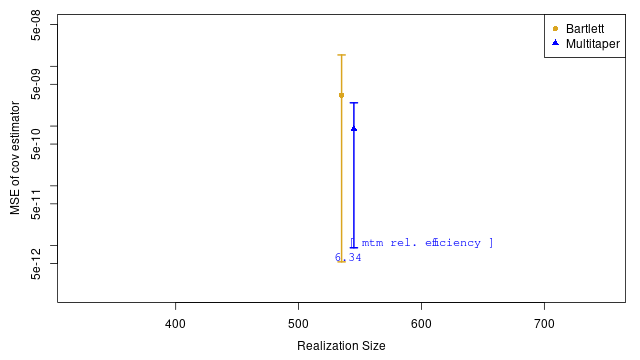 Bartlett
Multitaper
5e-08
5e-09
5e-10
5e-11
5e-12
MSE of cov estimator
[ mtm rel. efficiency ]
6.34
400
500
600
700
Realization Size